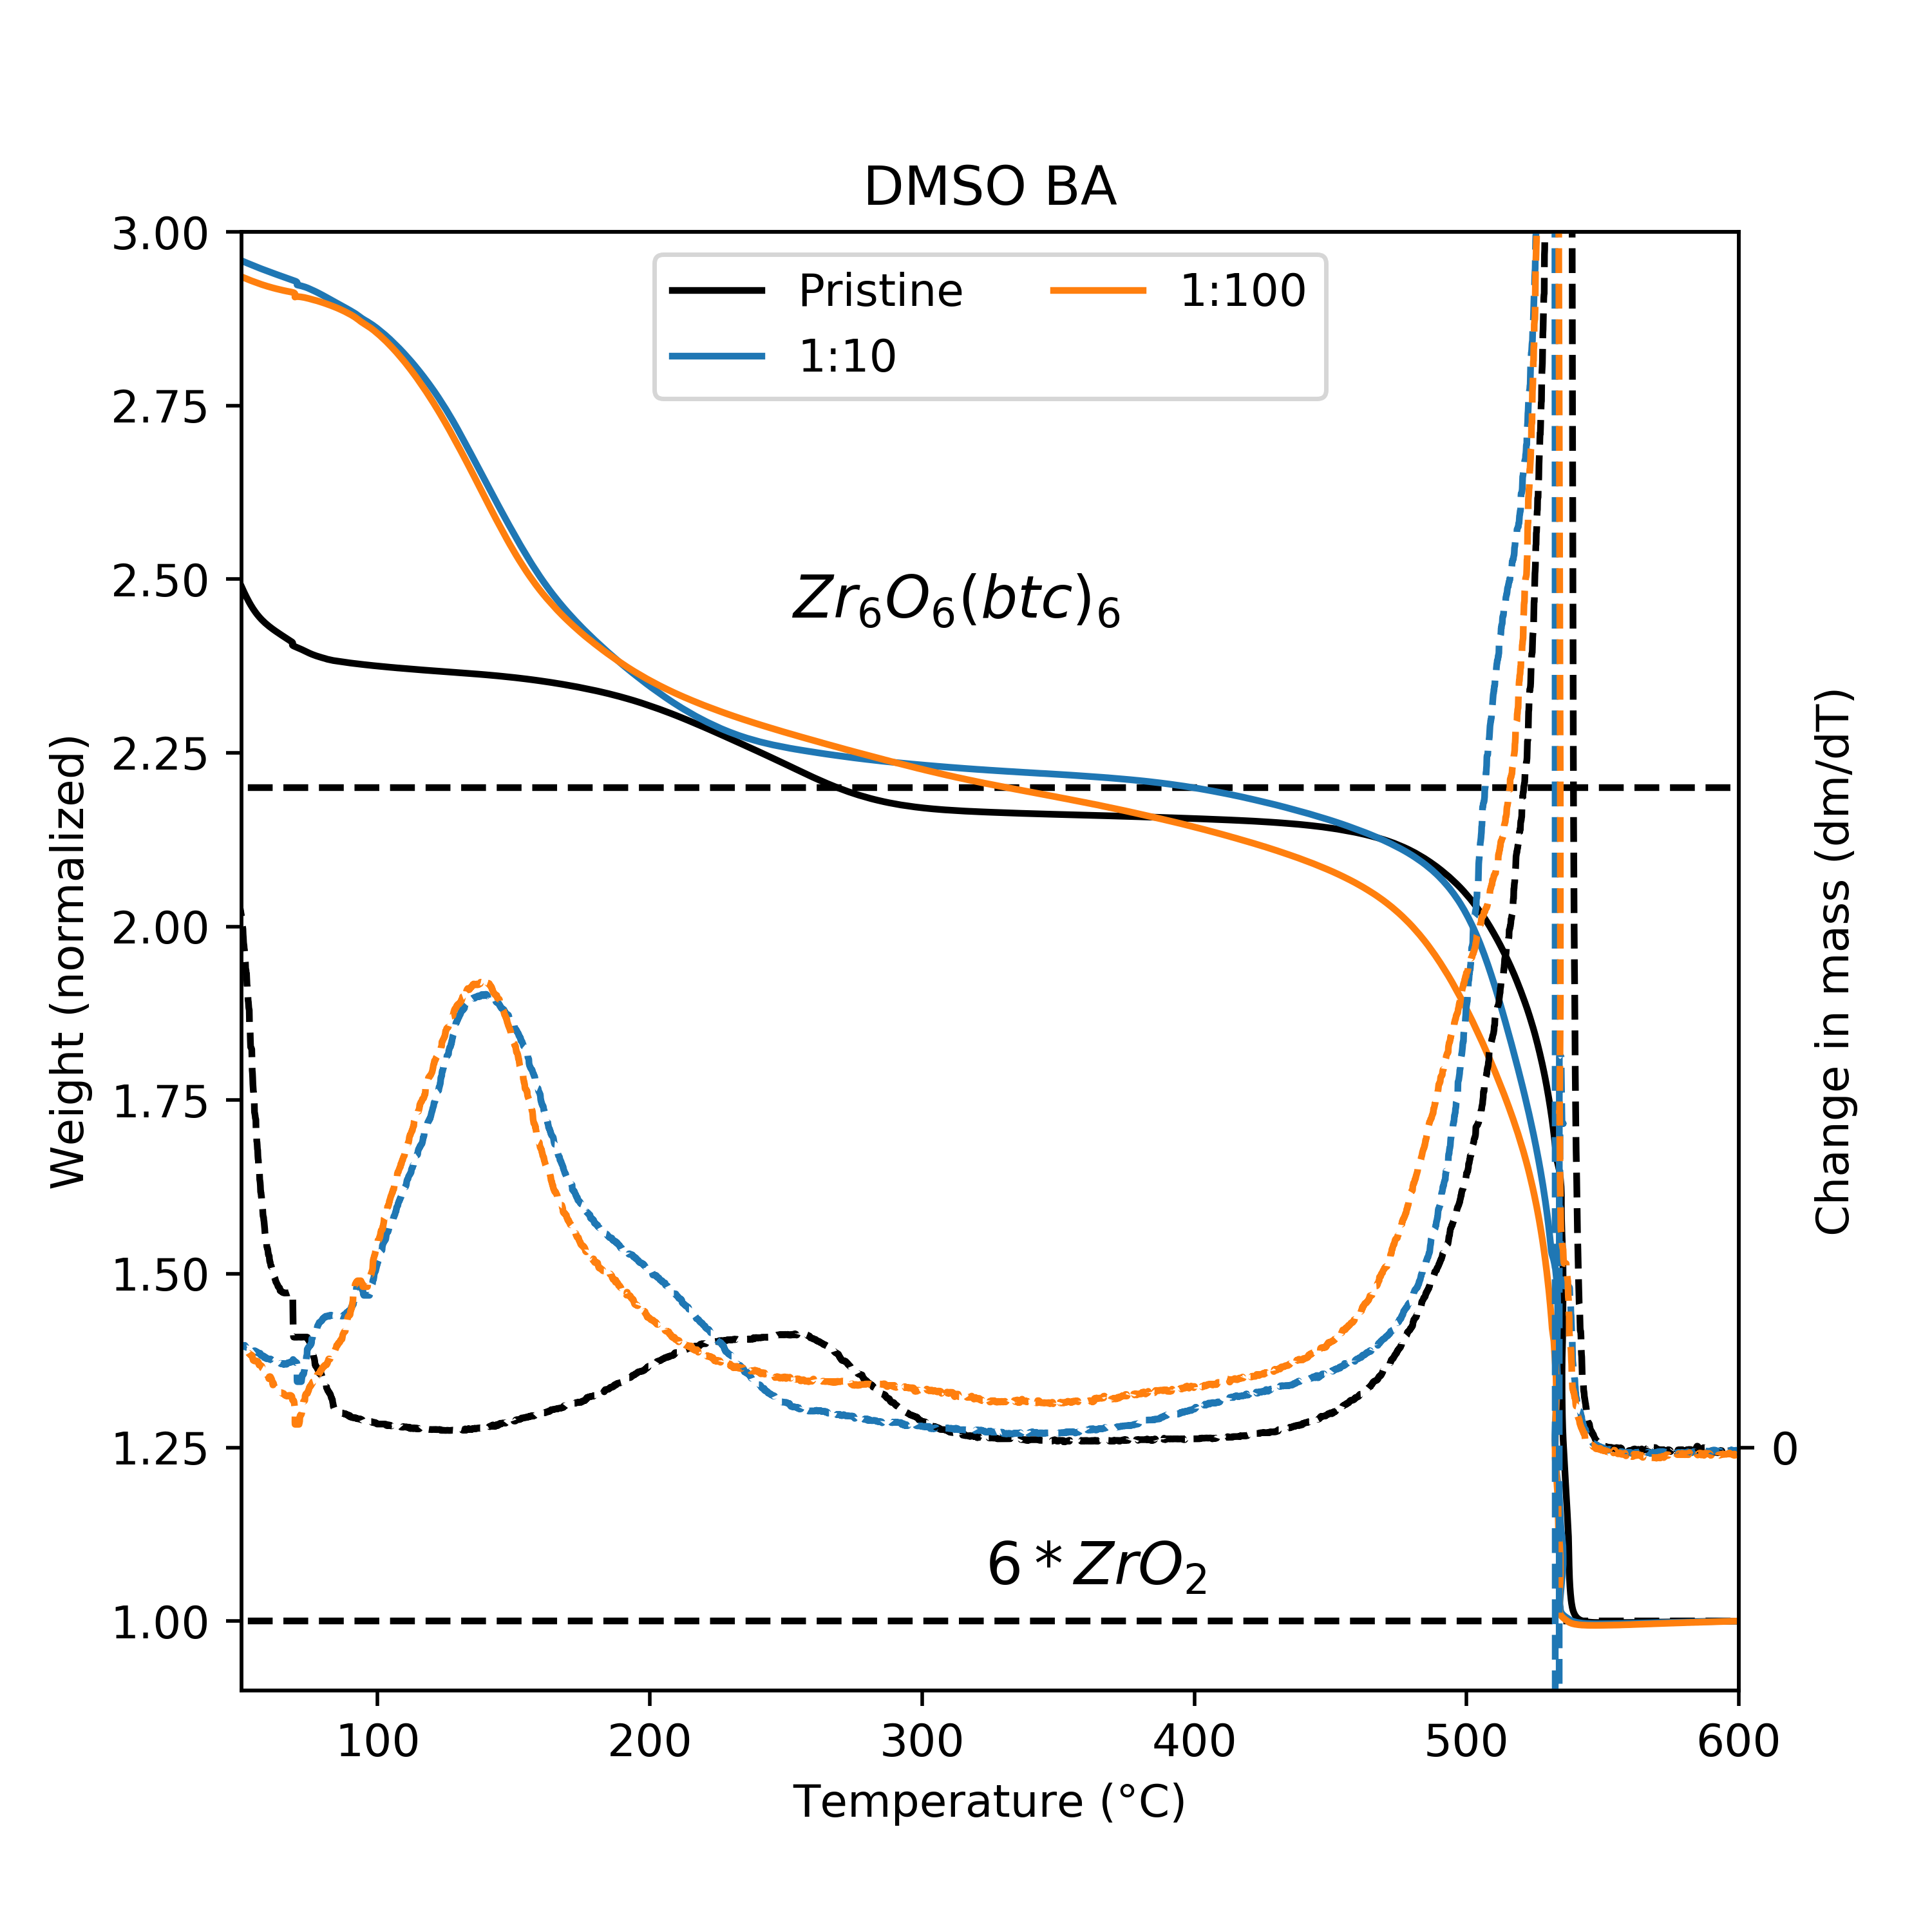 DMSO BA
Pristine
1:10
1:100
Zr₆O₆(btc)₆
6 * ZrO₂
3.00
2.75
2.50
2.25
2.00
1.75
1.50
1.25
1.00
Weight (normalized)
0
Change in mass (dm/dT)
100 200 300 400 500 600
Temperature (°C)